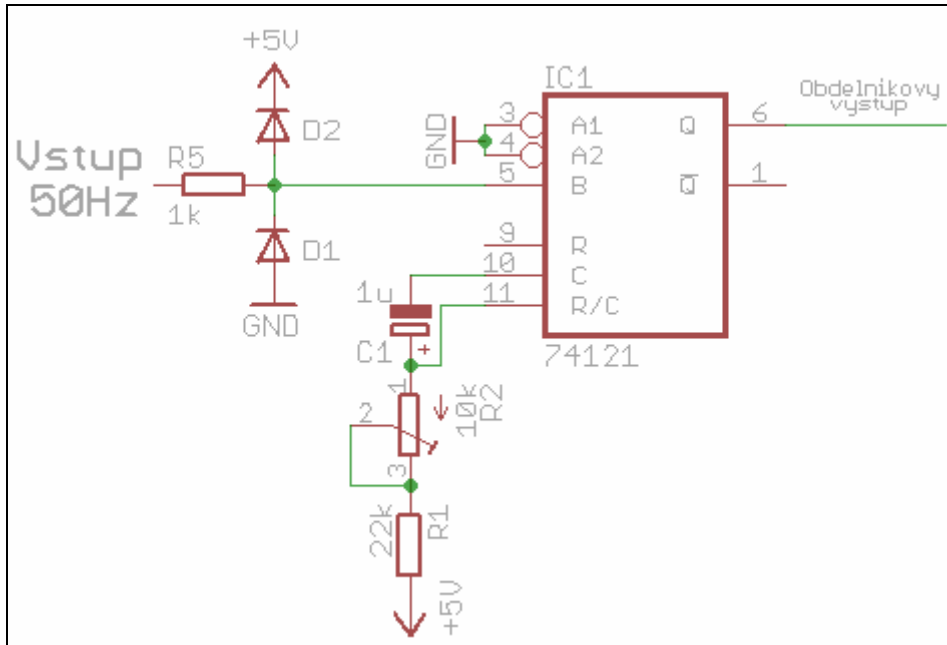 +5V
D2
Vstup
50Hz
R5
1k
D1
GND
IC1
GND
3
4
5
9
10
11
A1
A2
B
R
C
R/C
Q
Q
6
1
74121
Obdelnikovy
vystup
1u
C1
+
1
2
3
10k
R2
22k
R1
+5V